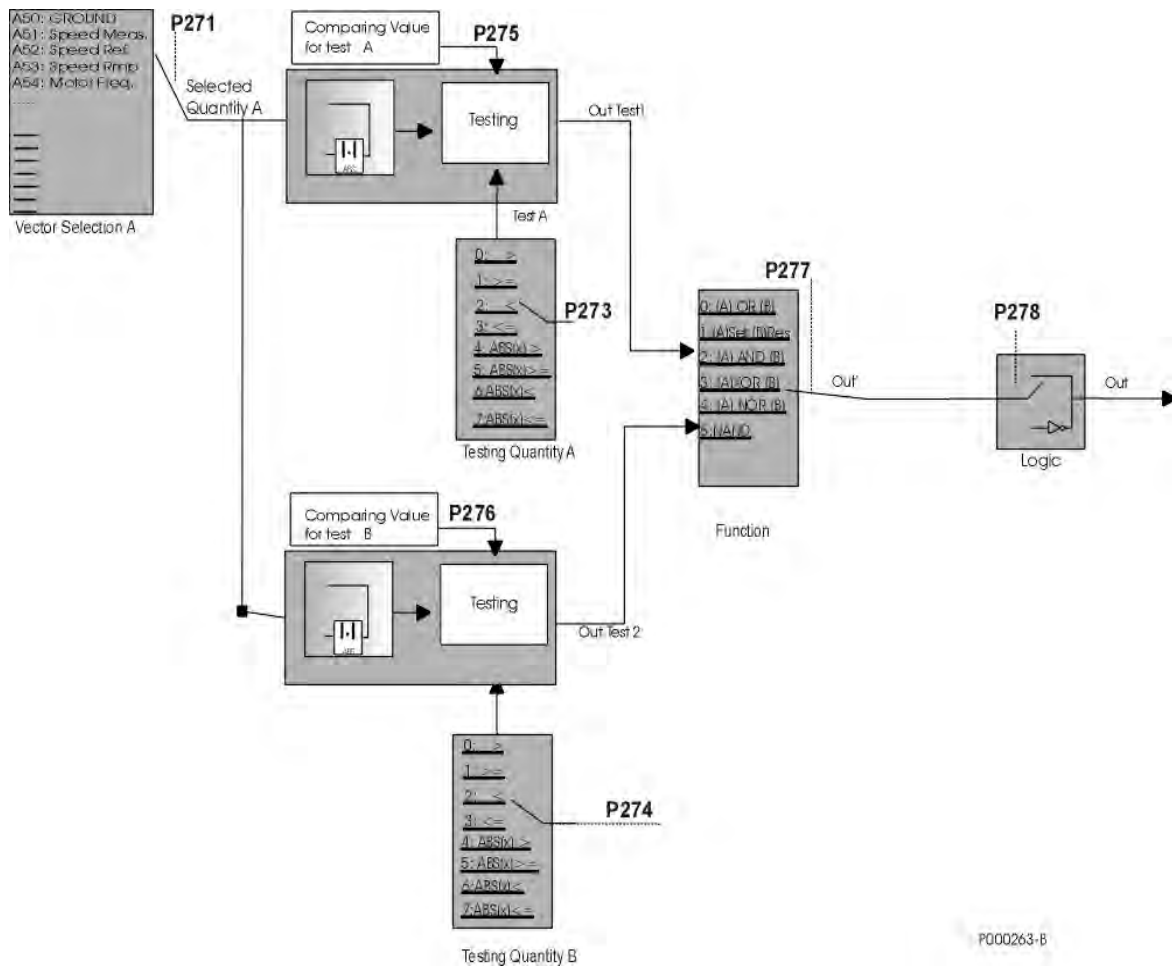 A50: GROUND
A51: Speed Meas.
A52: Speed Ref.
A53: Speed Rmp
A54: Motor Freq.
.....
Vector Selection A
P271
Selected
Quantity A
Comparing Value
for test A
P275
Testing
Out Test1
Test A
0: >
1: >=
2: <
3: <=
4: ABS(x) >
5: ABS(x)>=
6:ABS(x)<
7:ABS(x)<=
P273
Testing Quantity A
P277
0: (A) OR (B)
1:(A)Set (B)Res
2: (A) AND (B)
3: (A)XOR (B)
4: (A) NOR (B)
5:NAND
Function
Out'
P278
Logic
Out
Comparing Value
for test B
P276
Testing
Out Test 2
0: >
1: >=
2: <
3: <=
4: ABS(x) >
5: ABS(x)>=
6:ABS(x)<
7:ABS(x)<=
P274
Testing Quantity B
P000263-B